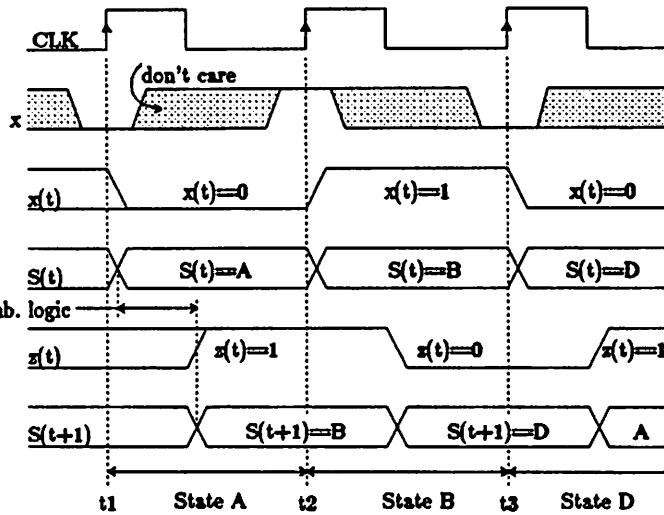 CLK
don't care
x
x(t) x(t)=0 x(t)=1 x(t)=0
S(t) S(t)=A S(t)=B S(t)=D
logic
z(t) z(t)=1 z(t)=0 z(t)=1
S(t+1) S(t+1)=B S(t+1)=D A
t1 State A t2 State B t3 State D